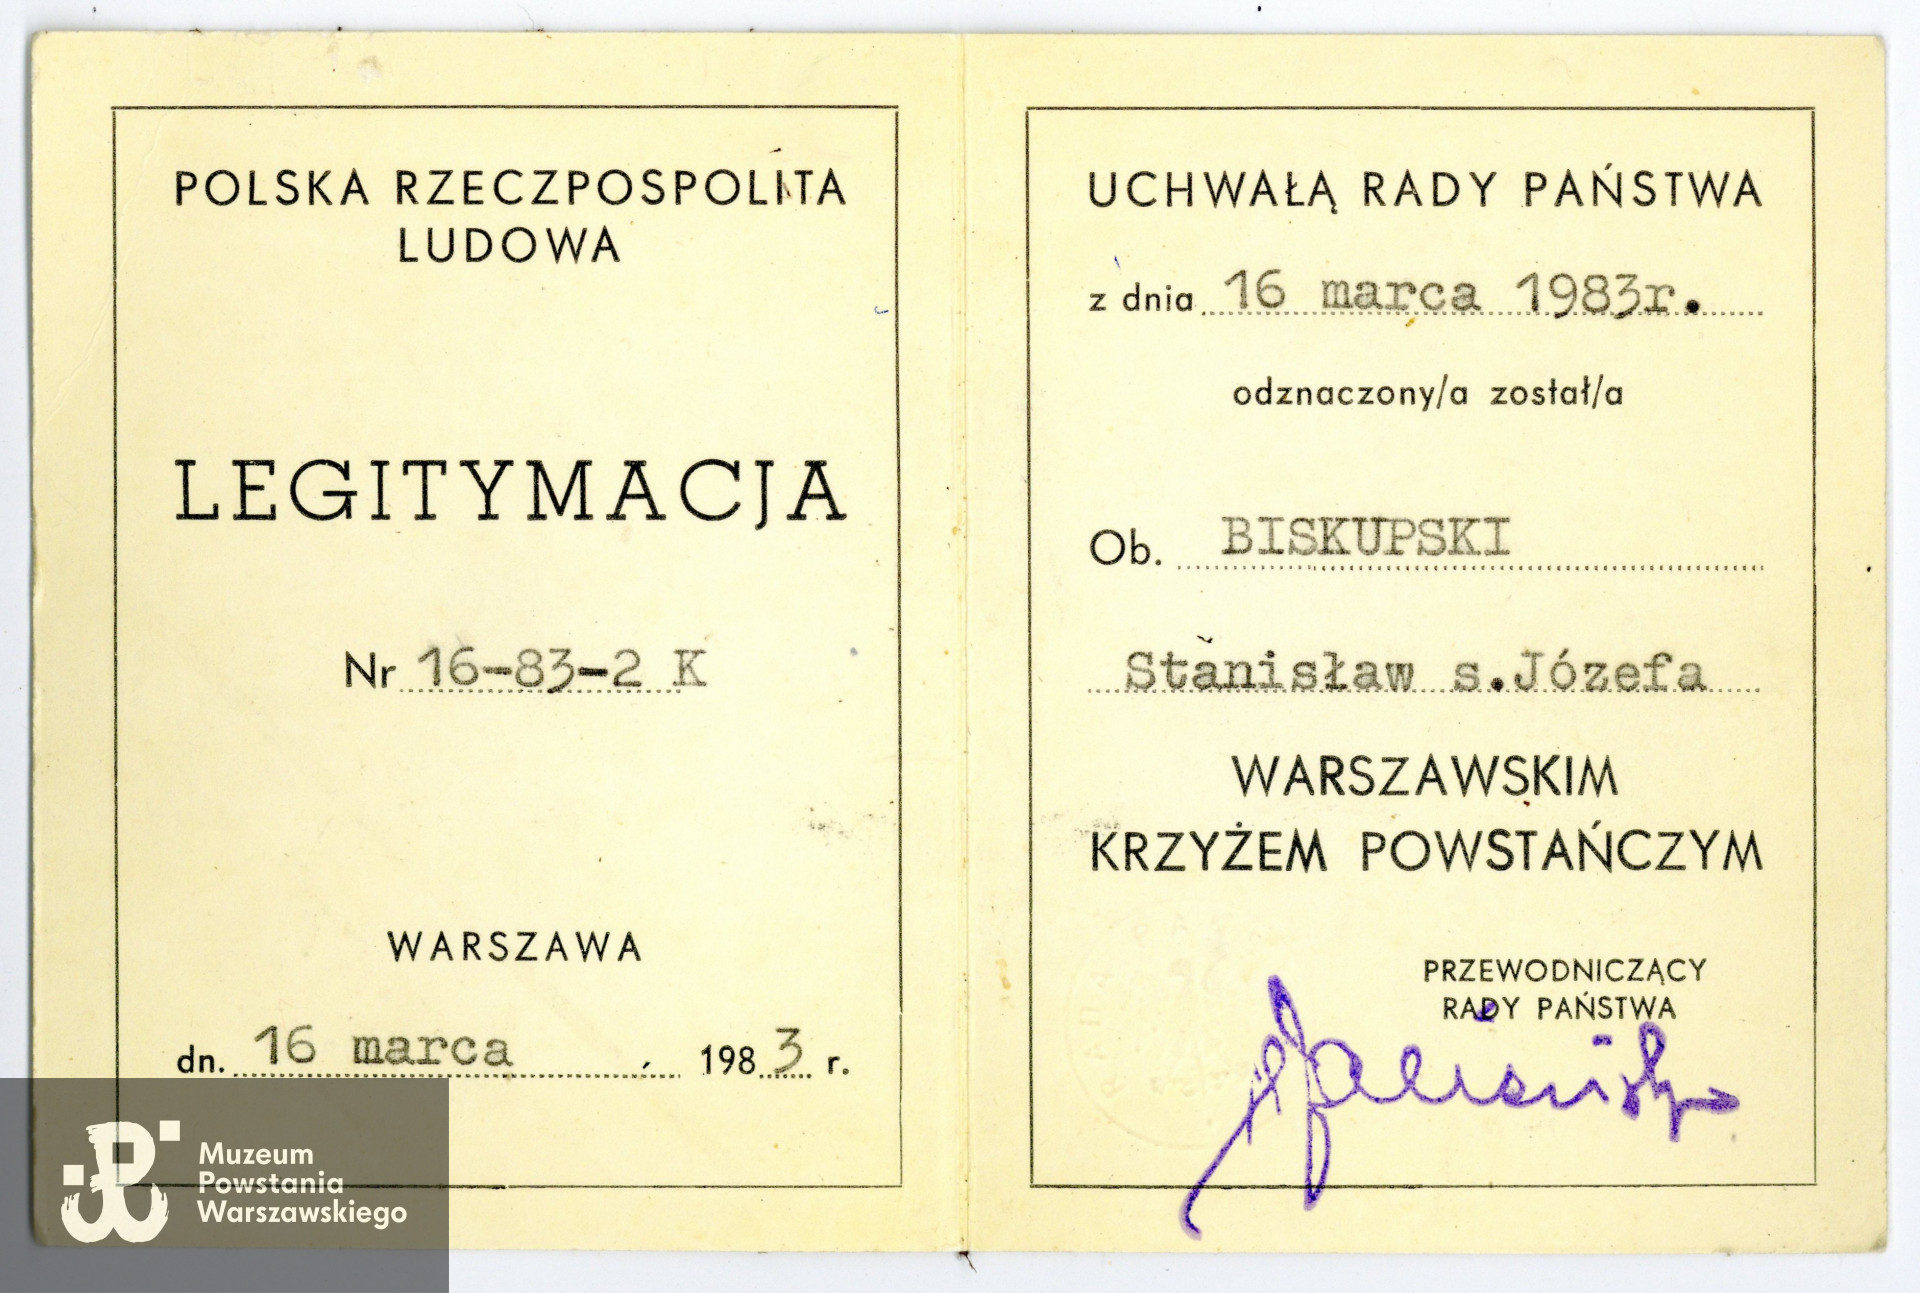 POLSKA RZECZPOSPOLITA
LUDOWA
LEGITYMACJA
Nr 16-83-2 K
WARSZAWA
dn. 16 marca 1983 r.
UCHWAŁĄ RADY PAŃSTWA
z dnia 16 marca 1983r.
odznaczony/a został/a
Ob. BISKUPSKI
Stanisław s.Józefa
WARSZAWSKIM
KRZYŻEM POWSTAŃCZYM
PRZEWODNICZĄCY
RADY PAŃSTWA
Muzeum
Powstania
Warszawskiego